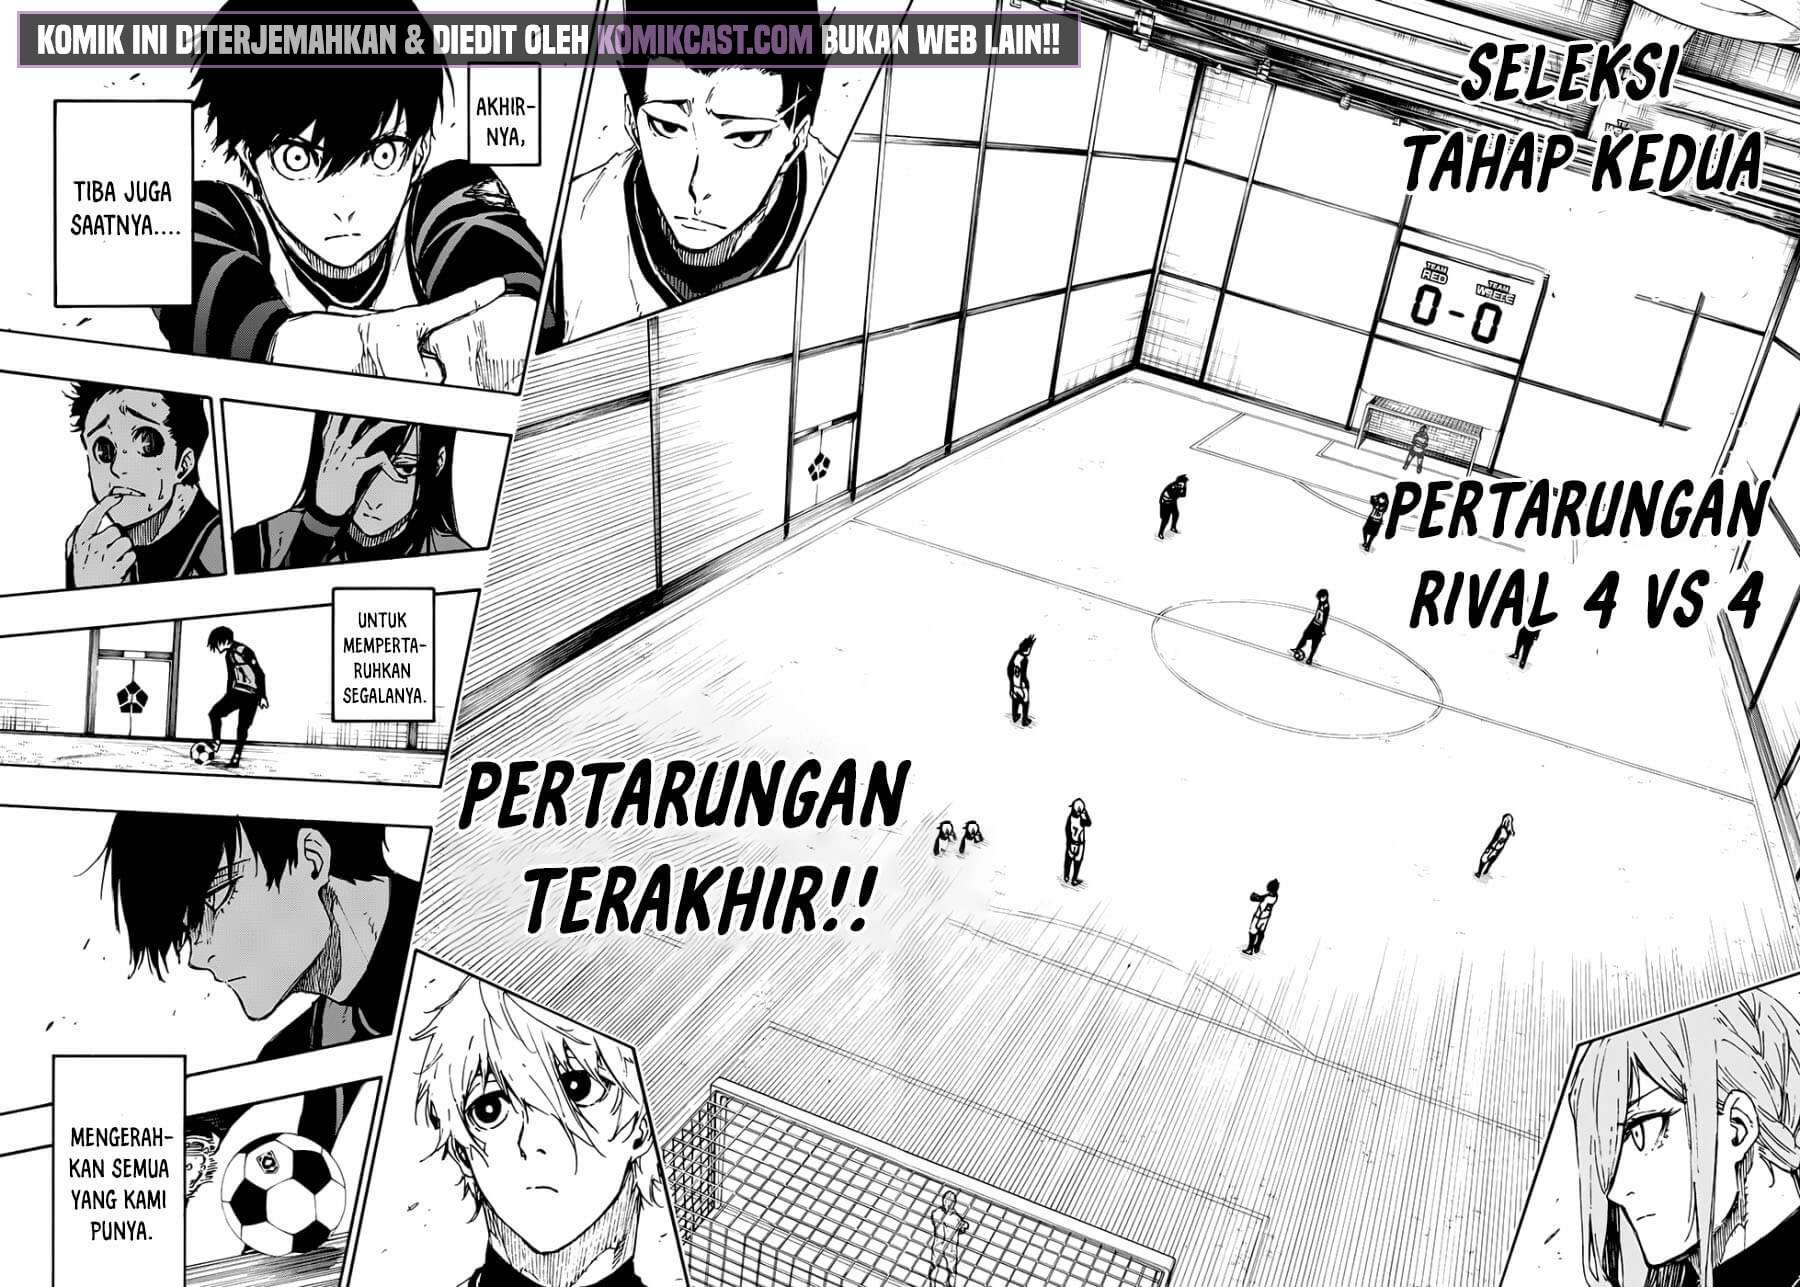 KOMIK INI DITERJEMAHKAN & DIEDIT OLEH KOMIKCAST.COM BUKAN WEB LAIN!!
SELEKSI
TAHAP KEDUA
TEAM
RED
TEAM
0-0
PERTARUNGAN
RIVAL 4 VS 4
PERTARUNGAN
TERAKHIR!!
AKHIR-
NYA,
TIBA JUGA
SAATNYA....
UNTUK
MEMPERTA-
RUHKAN
SEGALANYA.
MENGERAH-
KAN SEMUA
YANG KAMI
PUNYA.